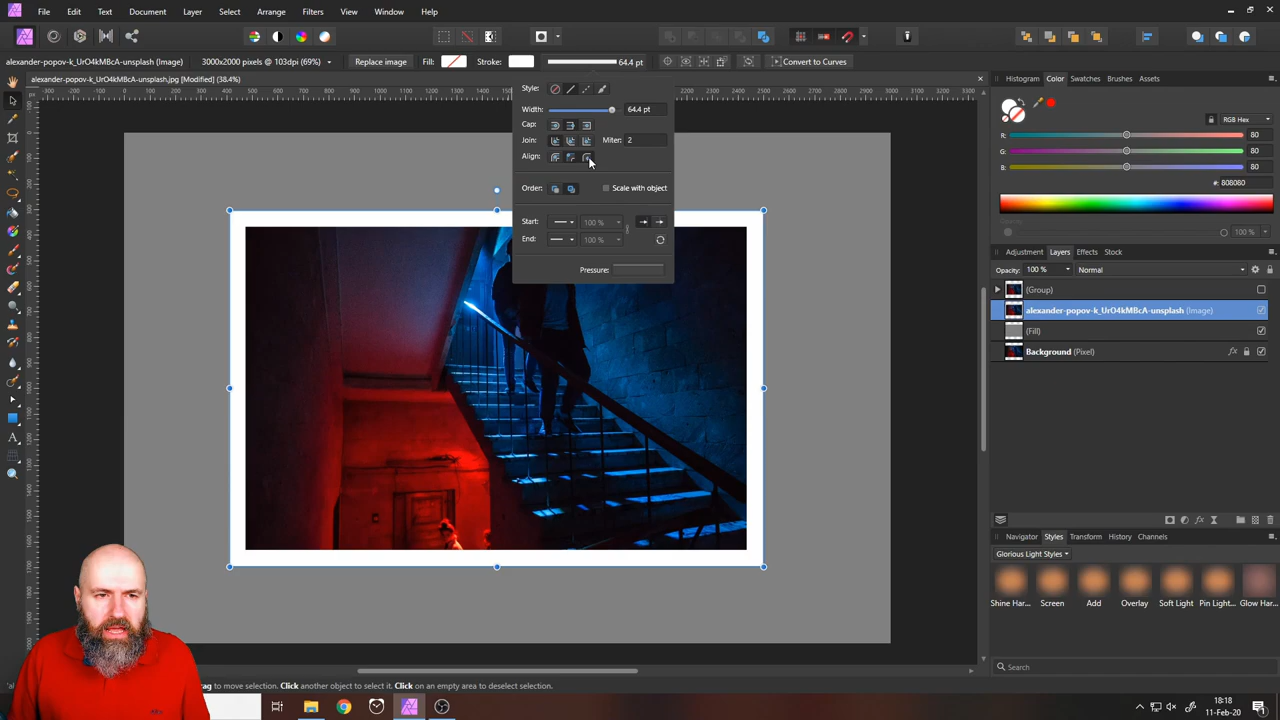 File Edit Text Document Layer Select Arrange Filters View Window Help
alexander-popov-k_UrO4kMBcA-unsplash (Image) 3000x2000 pixels @ 103dpi (69%) Replace image Fill: Stroke: 64.4 pt Convert to Curves
alexander-popov-k_UrO4kMBcA-unsplash.jpg [Modified] (38.4%)
Style:
Width: 64.4 pt
Cap:
Join: Miter: 2
Align:
Order: Scale with object
Start: 100 %
End: 100 %
Pressure:
Histogram Color Swatches Brushes Assets
RGB Hex
R: 80
G: 80
B: 80
#: 808080
Opacity
100 %
Adjustment Layers Effects Stock
Opacity: 100 % Normal
(Group)
alexander-popov-k_UrO4kMBcA-unsplash (Image)
(Fill)
Background (Pixel)
Navigator Styles Transform History Channels
Glorious Light Styles
Shine Har... Screen Add Overlay Soft Light Pin Light... Glow Har...
Search
rag to move selection. Click another object to select it. Click on an empty area to deselect selection.
18:18
11-Feb-20